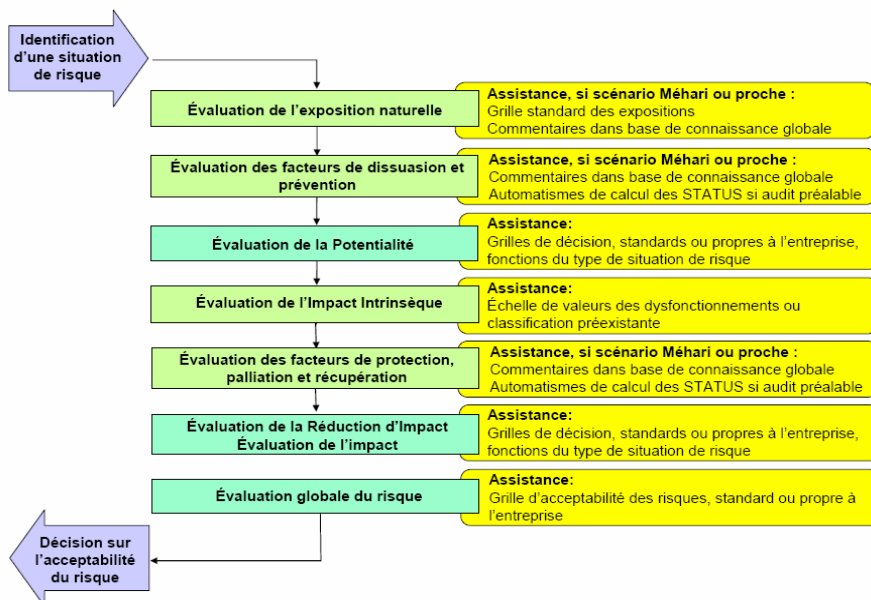 Identification
d'une situation
de risque
Évaluation de l'exposition naturelle
Assistance, si scénario Méhari ou proche :
Grille standard des expositions
Commentaires dans base de connaissance globale
Évaluation des facteurs de dissuasion et
prévention
Assistance, si scénario Méhari ou proche :
Commentaires dans base de connaissance globale
Automatismes de calcul des STATUS si audit préalable
Évaluation de la Potentialité
Assistance:
Grilles de décision, standards ou propres à l'entreprise,
fonctions du type de situation de risque
Évaluation de l'Impact Intrinsèque
Assistance:
Échelle de valeurs des dysfonctionnements ou
classification préexistante
Évaluation des facteurs de protection,
palliation et récupération
Assistance, si scénario Méhari ou proche :
Commentaires dans base de connaissance globale
Automatismes de calcul des STATUS si audit préalable
Évaluation de la Réduction d'Impact
Évaluation de l'impact
Assistance:
Grilles de décision, standards ou propres à l'entreprise,
fonctions du type de situation de risque
Évaluation globale du risque
Assistance:
Grille d'acceptabilité des risques, standard ou propre à
l'entreprise
Décision sur
l'acceptabilité
du risque